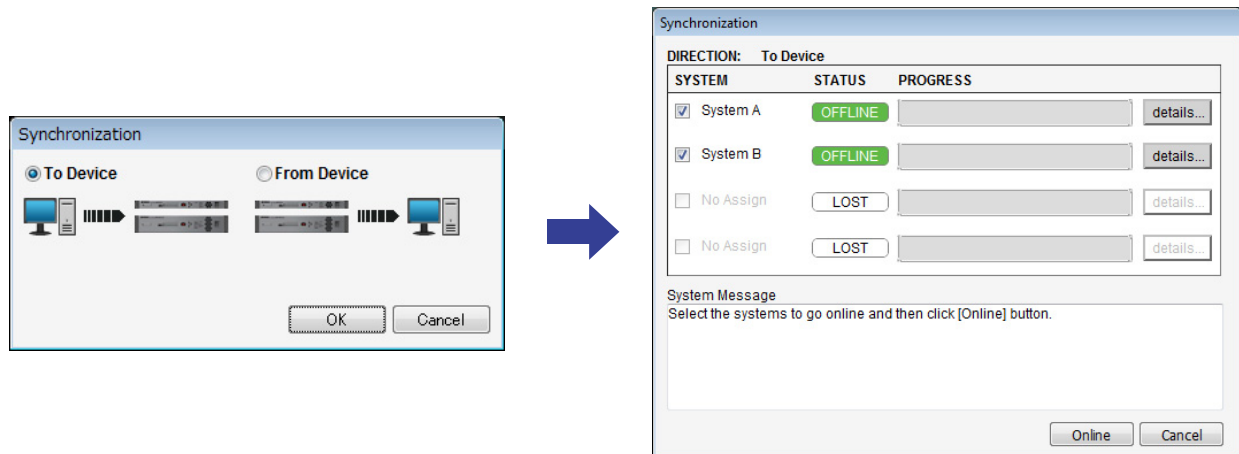 Synchronization
To Device From Device
OK Cancel
Synchronization
DIRECTION: To Device
SYSTEM STATUS PROGRESS
System A OFFLINE details...
System B OFFLINE details...
No Assign LOST details...
No Assign LOST details...
System Message
Select the systems to go online and then click [Online] button.
Online Cancel